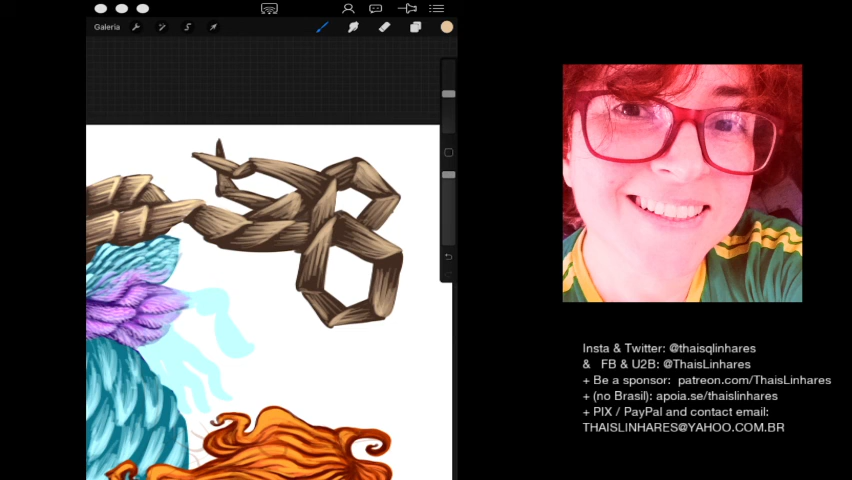 Galeria
Insta & Twitter: @thaisqlinhares
& FB & U2B: @ThaisLinhares
+ Be a sponsor: patreon.com/ThaisLinhares
+ (no Brasil): apoia.se/thaislinhares
+ PIX / PayPal and contact email:
THAISLINHARES@YAHOO.COM.BR